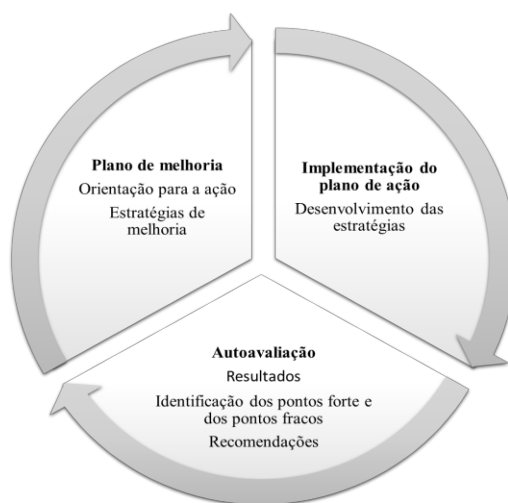 Plano de melhoria
Orientação para a ação
Estratégias de
melhoria
Implementação do
plano de ação
Desenvolvimento das
estratégias
Autoavaliação
Resultados
Identificação dos pontos forte e
dos pontos fracos
Recomendações